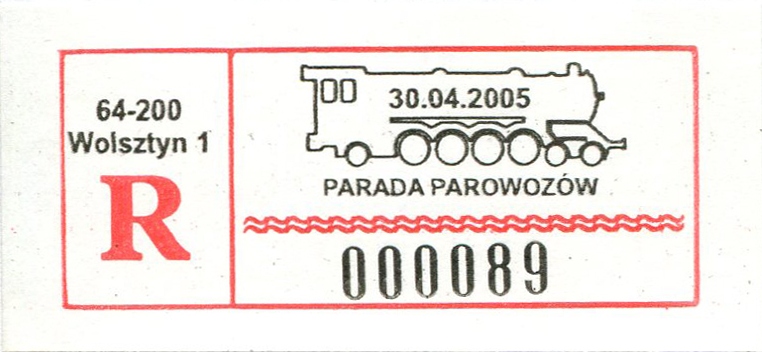 64-200
Wolsztyn 1
R
30.04.2005
PARADA PAROWOZÓW
000089